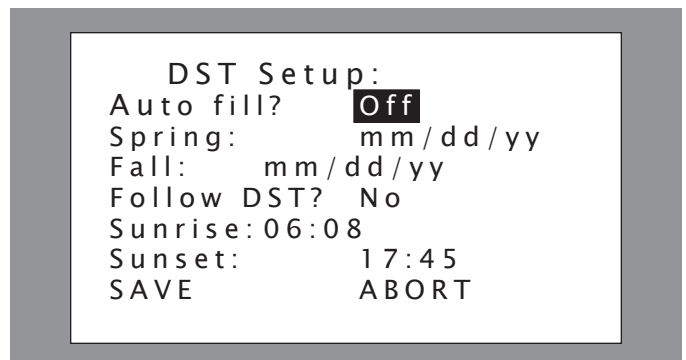 DST Setup:
Auto fill? Off
Spring: mm/dd/yy
Fall: mm/dd/yy
Follow DST? No
Sunrise:06:08
Sunset: 17:45
SAVE ABORT